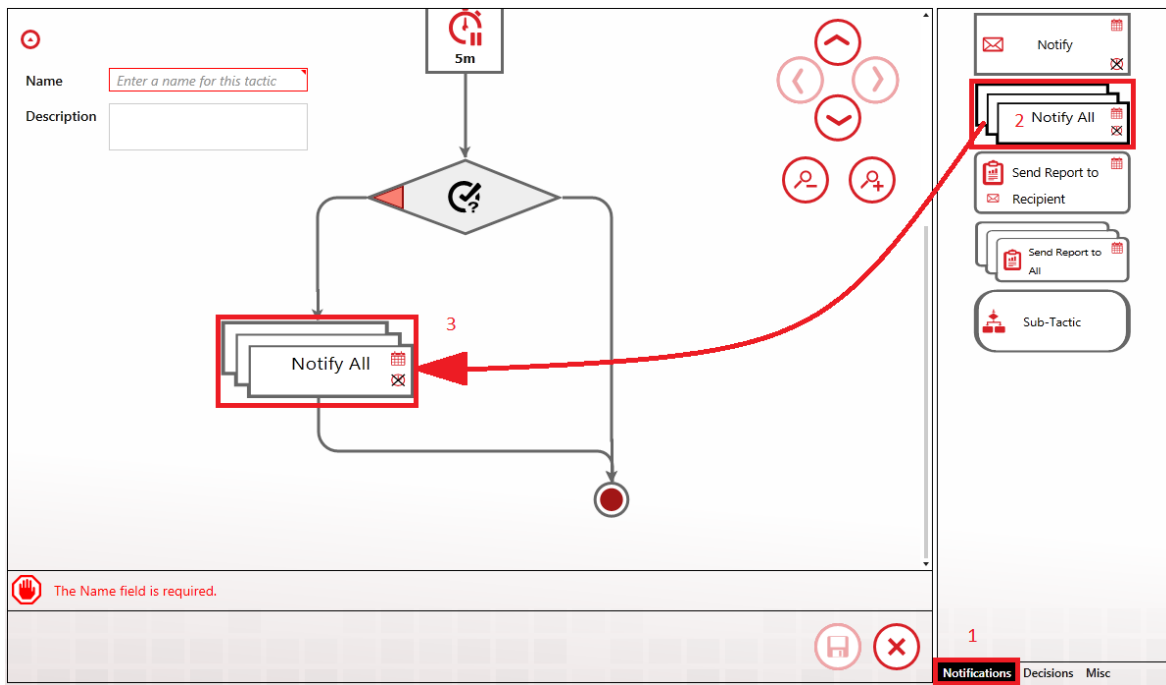 5m
Name
Enter a name for this tactic
Description
?
Notify All
3
The Name field is required.
Notify
2
Notify All
Send Report to
Recipient
Send Report to
All
Sub-Tactic
1
Notifications Decisions Misc